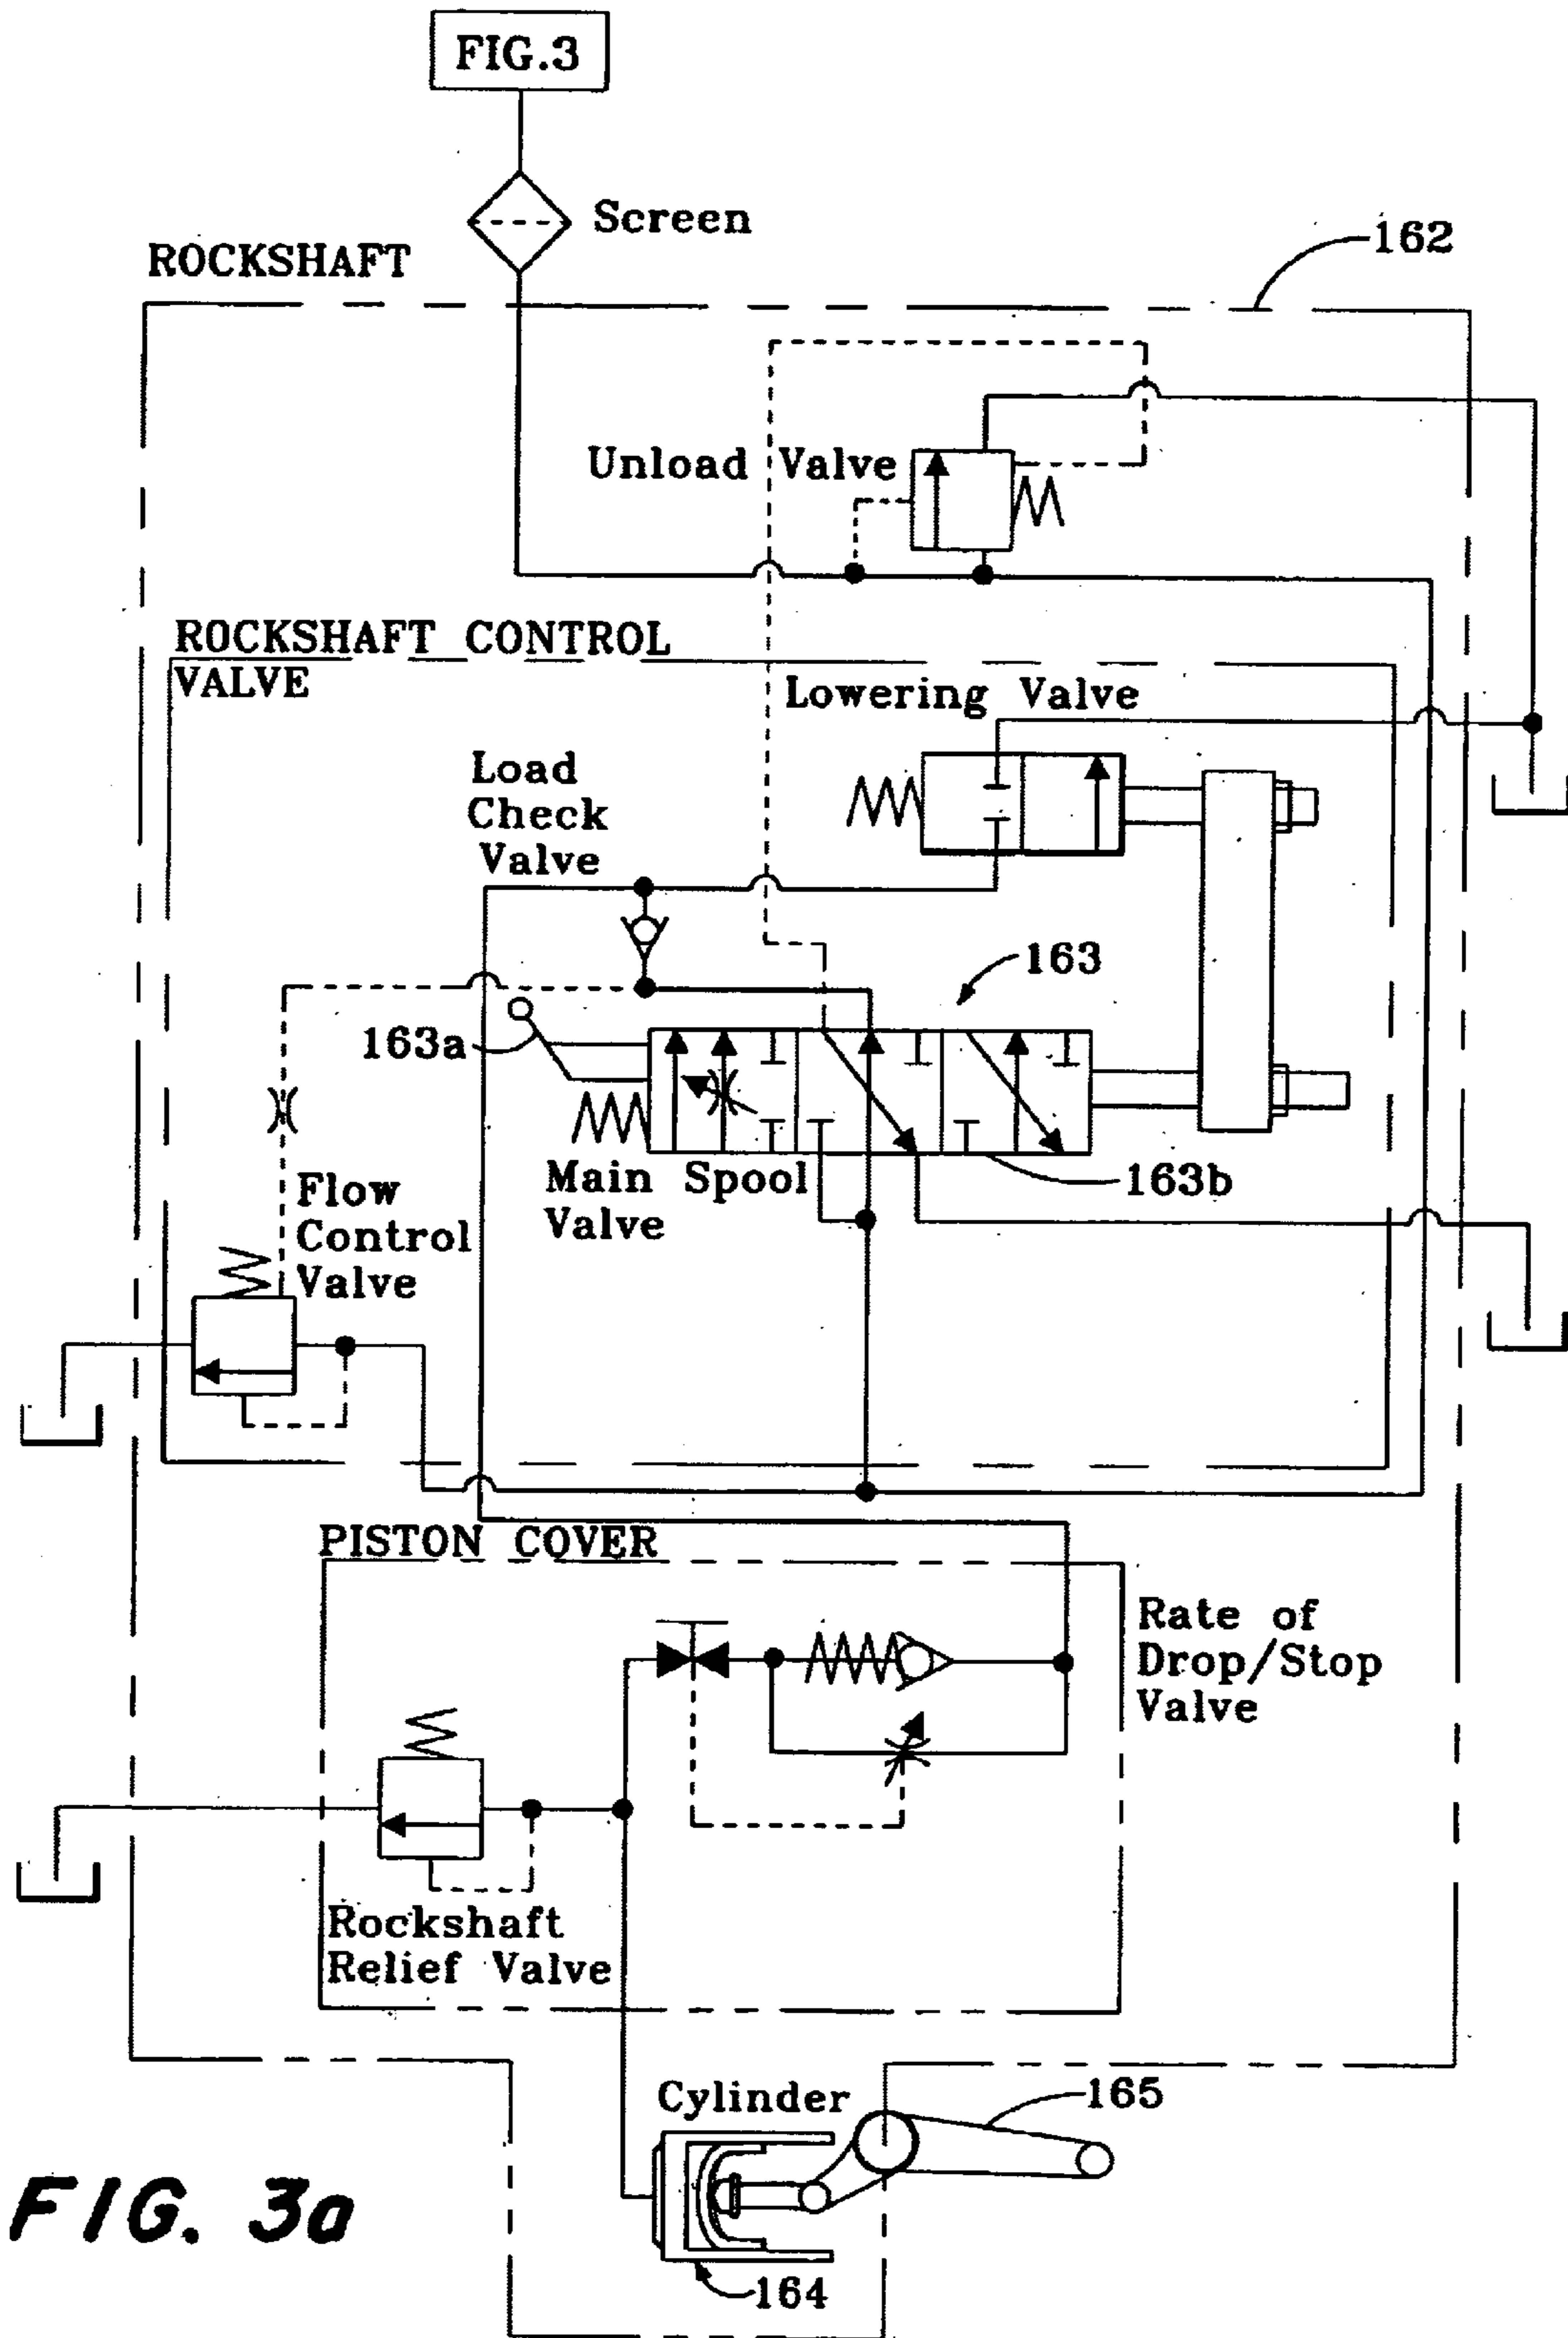 FIG.3
Screen
ROCKSHAFT
162
Unload Valve
ROCKSHAFT CONTROL
VALVE
Lowering Valve
Load
Check
Valve
163
163a
Main Spool
Valve
163b
Flow
Control
Valve
PISTON COVER
Rate of
Drop/Stop
Valve
Rockshaft
Relief Valve
Cylinder
165
164
FIG. 3a